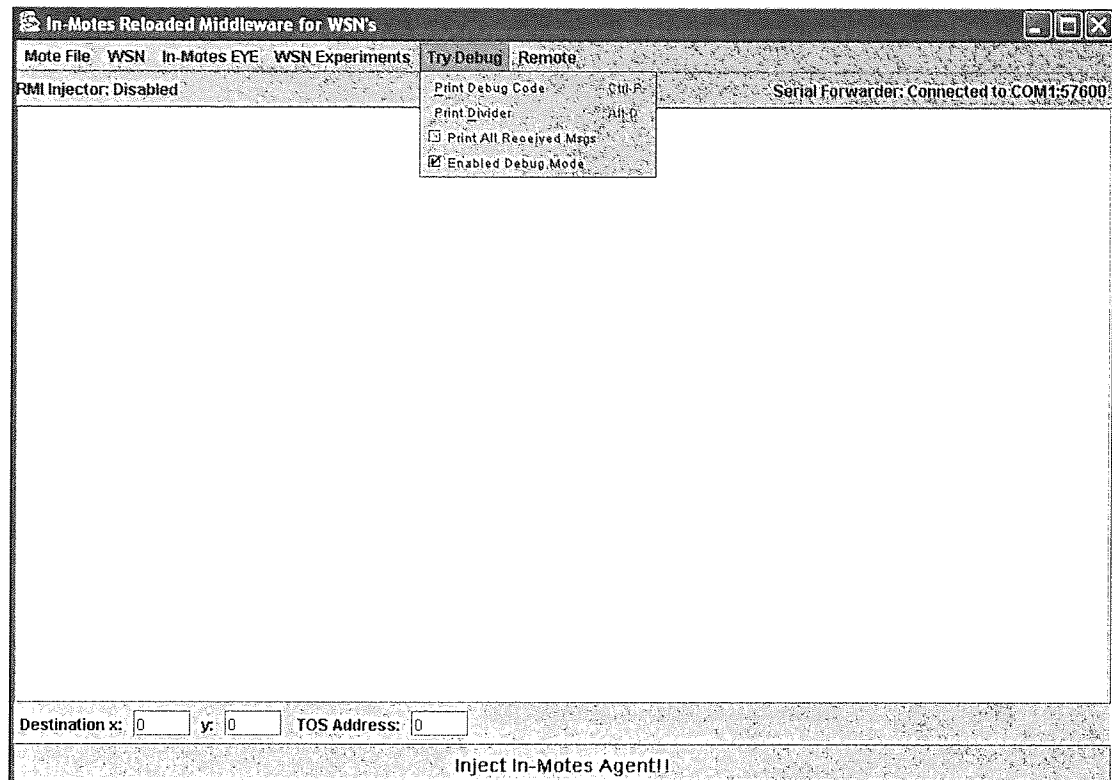 In-Motes Reloaded Middleware for WSN's
Mote File WSN In-Motes EYE WSN Experiments Try Debug Remote
RMI Injector: Disabled Serial Forwarder: Connected to COM1:57600
Print Debug Code Ctrl-P
Print Divider Alt-D
Print All Received Msgs
Enabled Debug Mode
Destination x: 0 y: 0 TOS Address: 0
Inject In-Motes Agent!!